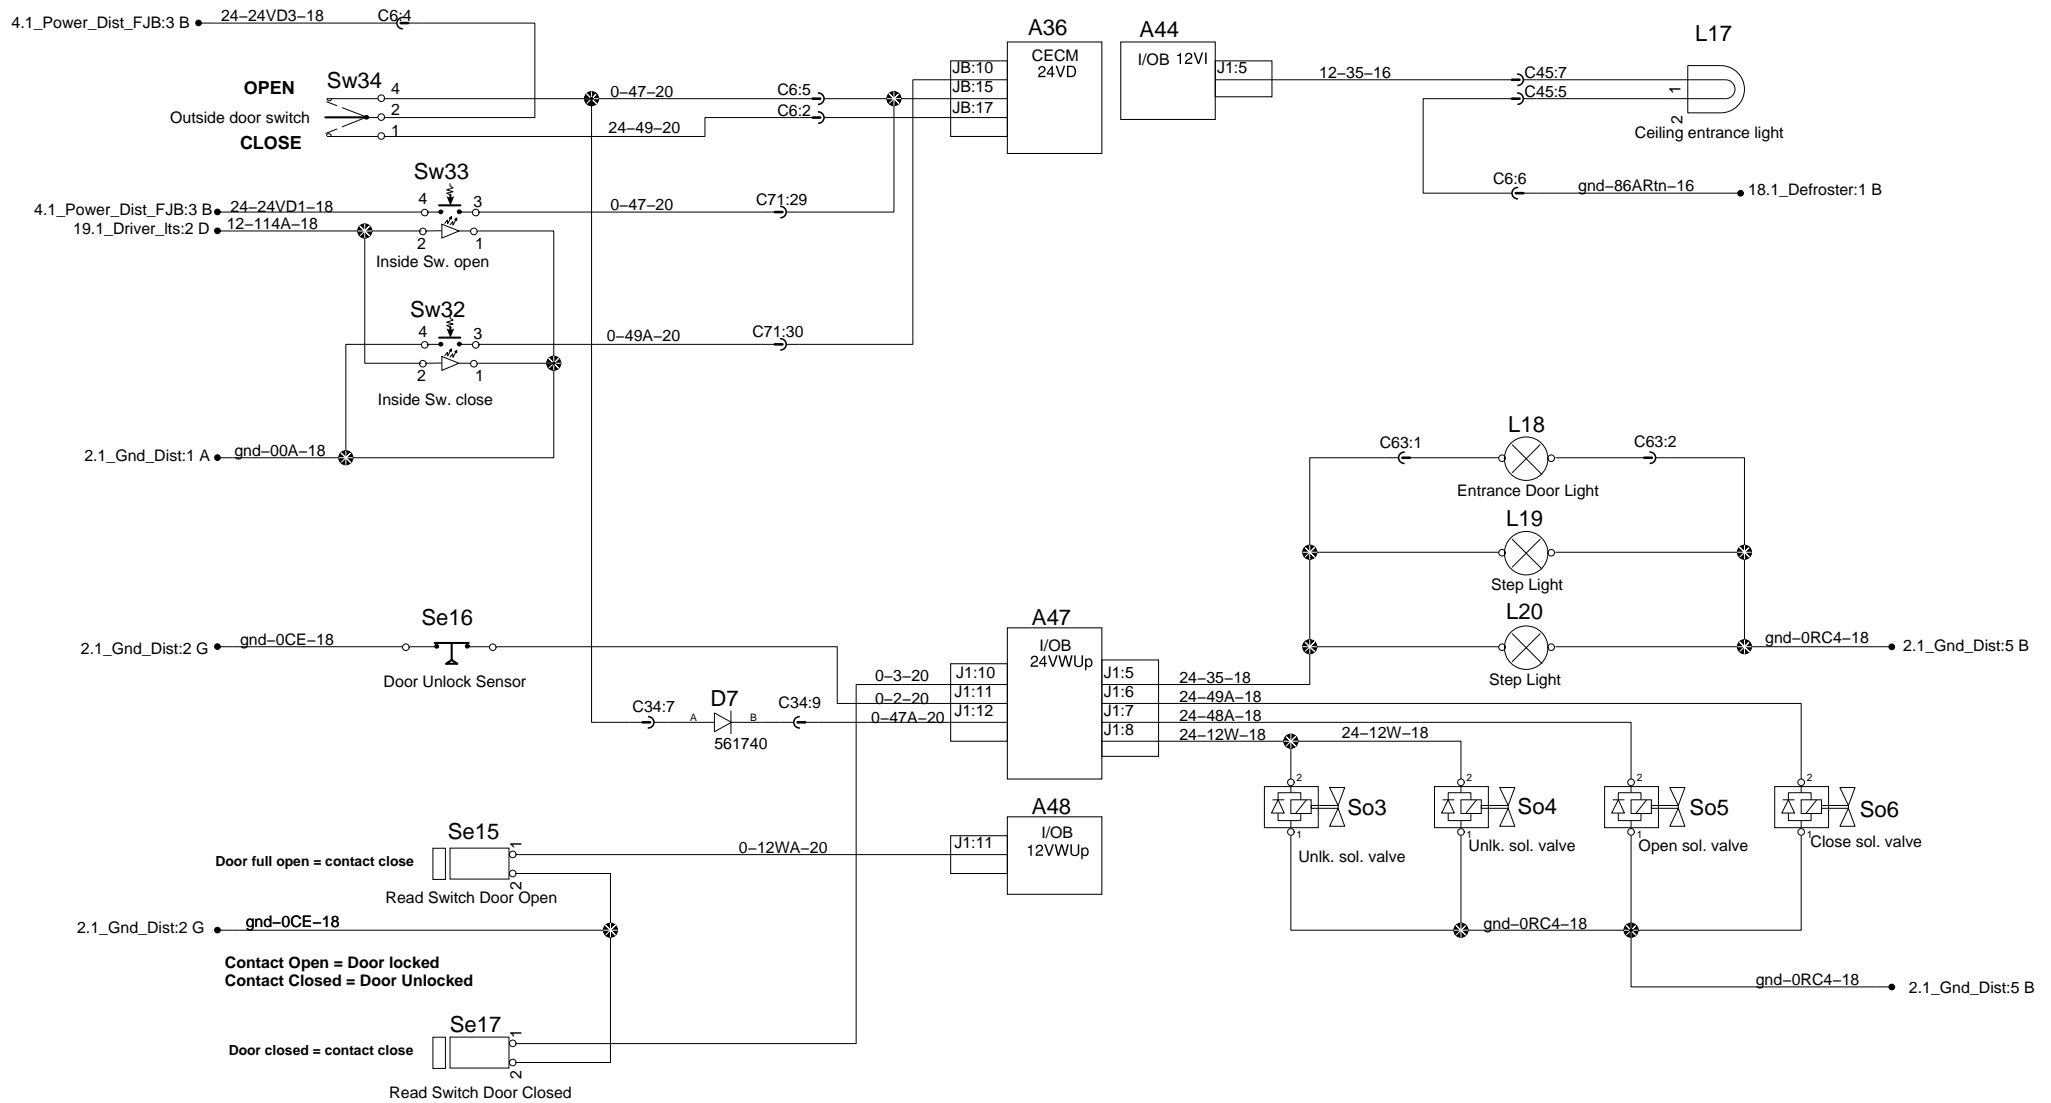 4.1_Power_Dist_FJB:3 B
24-24VD3-18
C6:4
A36
A44
L17
CECM
24VD
I/OB 12VI
J1:5
12-35-16
C45:7
C45:5
1
2
Ceiling entrance light
JB:10
JB:15
JB:17
OPEN
Sw34
4
Outside door switch
2
CLOSE
1
0-47-20
C6:5
C6:2
24-49-20
C6:6
gnd-86ARtn-16
18.1_Defroster:1 B
Sw33
4.1_Power_Dist_FJB:3 B
24-24VD1-18
4
3
0-47-20
C71:29
19.1_Driver_lts:2 D
12-114A-18
2
1
Inside Sw. open
Sw32
4
3
0-49A-20
C71:30
2
1
Inside Sw. close
2.1_Gnd_Dist:1 A
gnd-00A-18
L18
C63:1
C63:2
Entrance Door Light
L19
Step Light
L20
Step Light
gnd-0RC4-18
2.1_Gnd_Dist:5 B
Se16
2.1_Gnd_Dist:2 G
gnd-0CE-18
Door Unlock Sensor
A47
I/OB
24VWUp
0-3-20
J1:10
0-2-20
J1:11
0-47A-20
J1:12
C34:7
A
D7
B
C34:9
561740
J1:5
24-35-18
J1:6
24-49A-18
J1:7
24-48A-18
J1:8
24-12W-18
24-12W-18
2
So3
1
Unlk. sol. valve
2
So4
1
Unlk. sol. valve
2
So5
1
Open sol. valve
2
So6
1
Close sol. valve
A48
I/OB
12VWUp
J1:11
0-12WA-20
Se15
1
Door full open = contact close
2
Read Switch Door Open
2.1_Gnd_Dist:2 G
gnd-0CE-18
gnd-0RC4-18
Contact Open = Door locked
Contact Closed = Door Unlocked
gnd-0RC4-18
2.1_Gnd_Dist:5 B
Se17
1
Door closed = contact close
2
Read Switch Door Closed